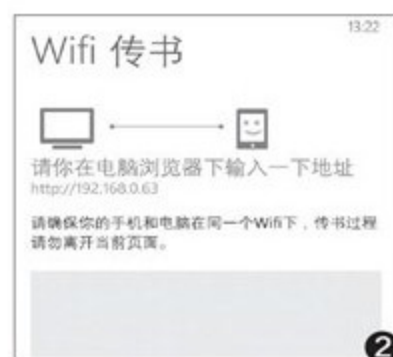 13:22
Wifi 传书
请你在电脑浏览器下输入一下地址
http://192.168.0.63
请确保你的手机和电脑在同一个Wifi下，传书过程
请勿离开当前页面。
2